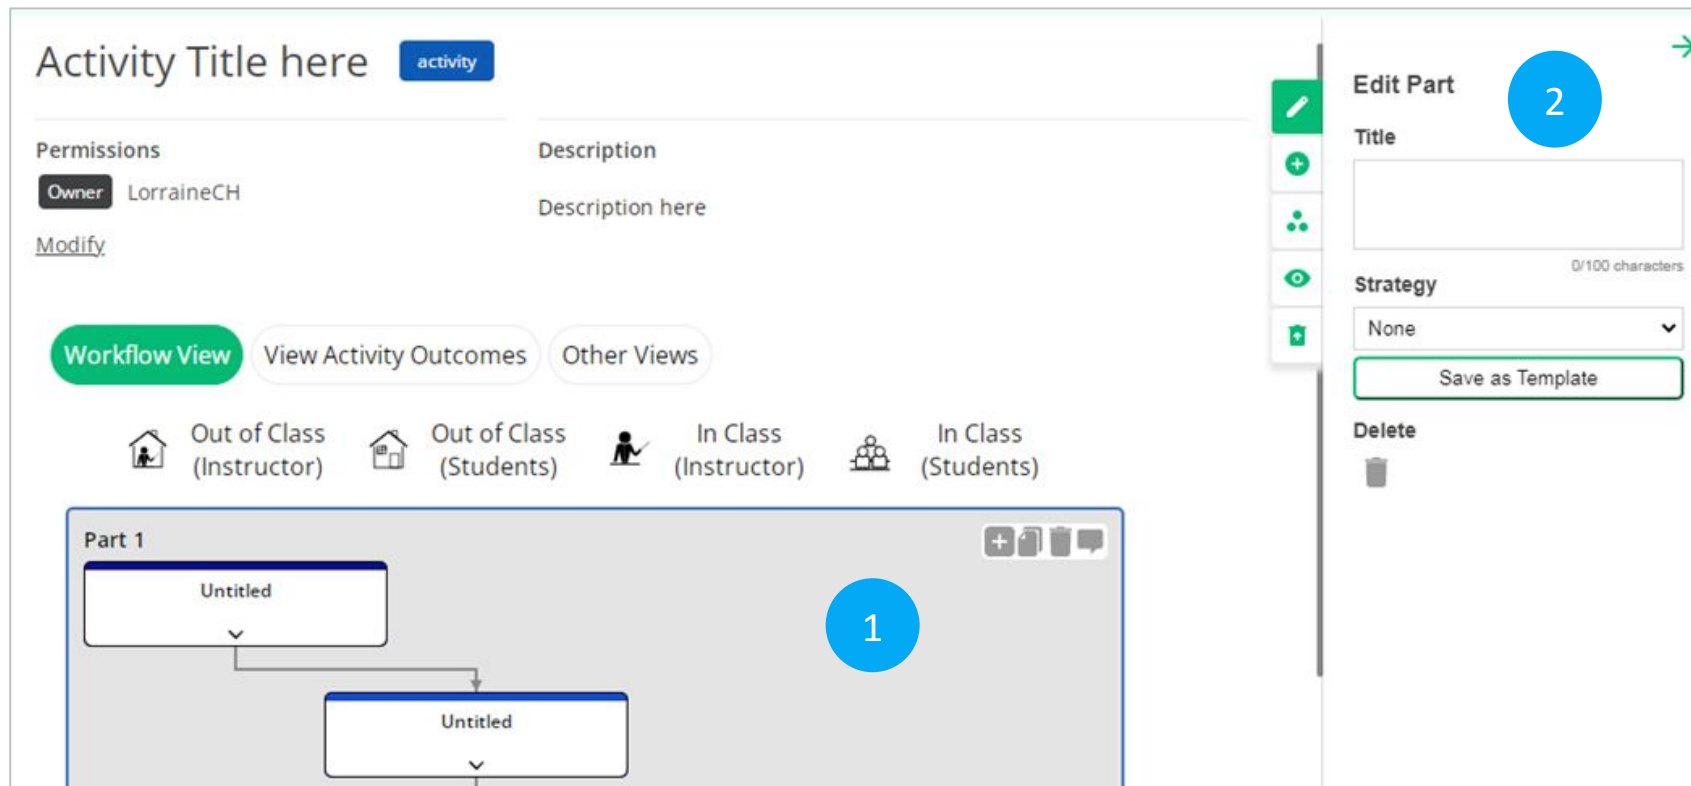 Activity Title here
activity
Permissions
Owner LorraineCH
Modify
Description
Description here
Workflow View
View Activity Outcomes
Other Views
Out of Class
(Instructor)
Out of Class
(Students)
In Class
(Instructor)
In Class
(Students)
Part 1
Untitled
1
Untitled
Edit Part
2
Title
0/100 characters
Strategy
None
Save as Template
Delete